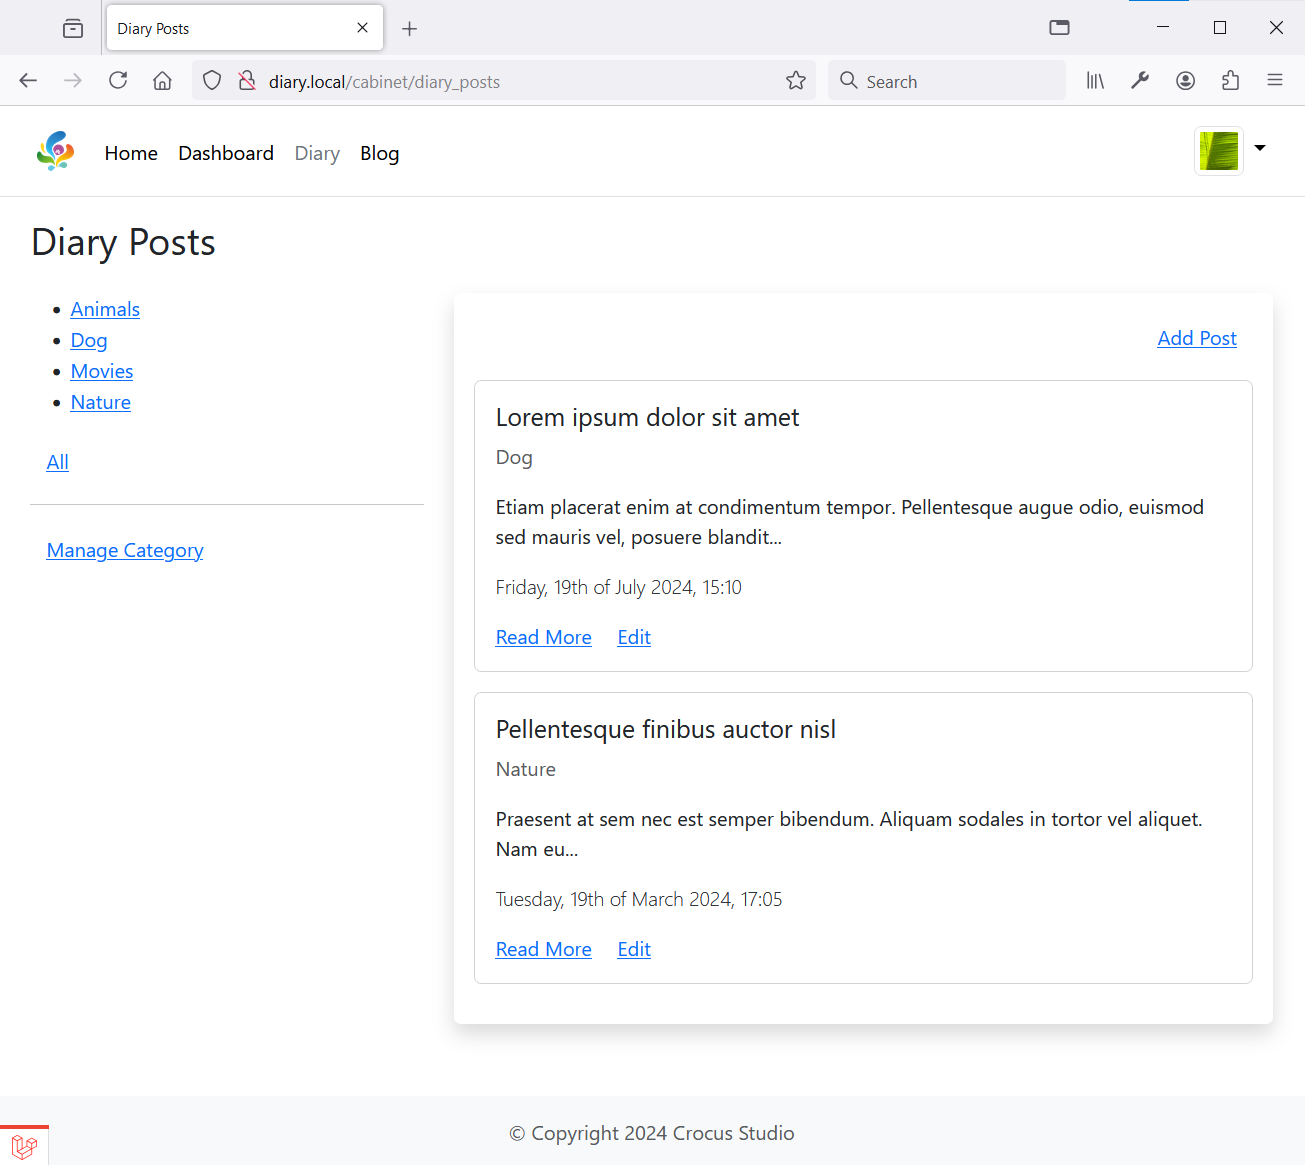 Diary Posts
diary.local/cabinet/diary_posts
Search
Home Dashboard Diary Blog
Diary Posts
Animals
Dog
Movies
Nature
All
Manage Category
Add Post
Lorem ipsum dolor sit amet
Dog
Etiam placerat enim at condimentum tempor. Pellentesque augue odio, euismod
sed mauris vel, posuere blandit...
Friday, 19th of July 2024, 15:10
Read More Edit
Pellentesque finibus auctor nisl
Nature
Praesent at sem nec est semper bibendum. Aliquam sodales in tortor vel aliquet.
Nam eu...
Tuesday, 19th of March 2024, 17:05
Read More Edit
© Copyright 2024 Crocus Studio